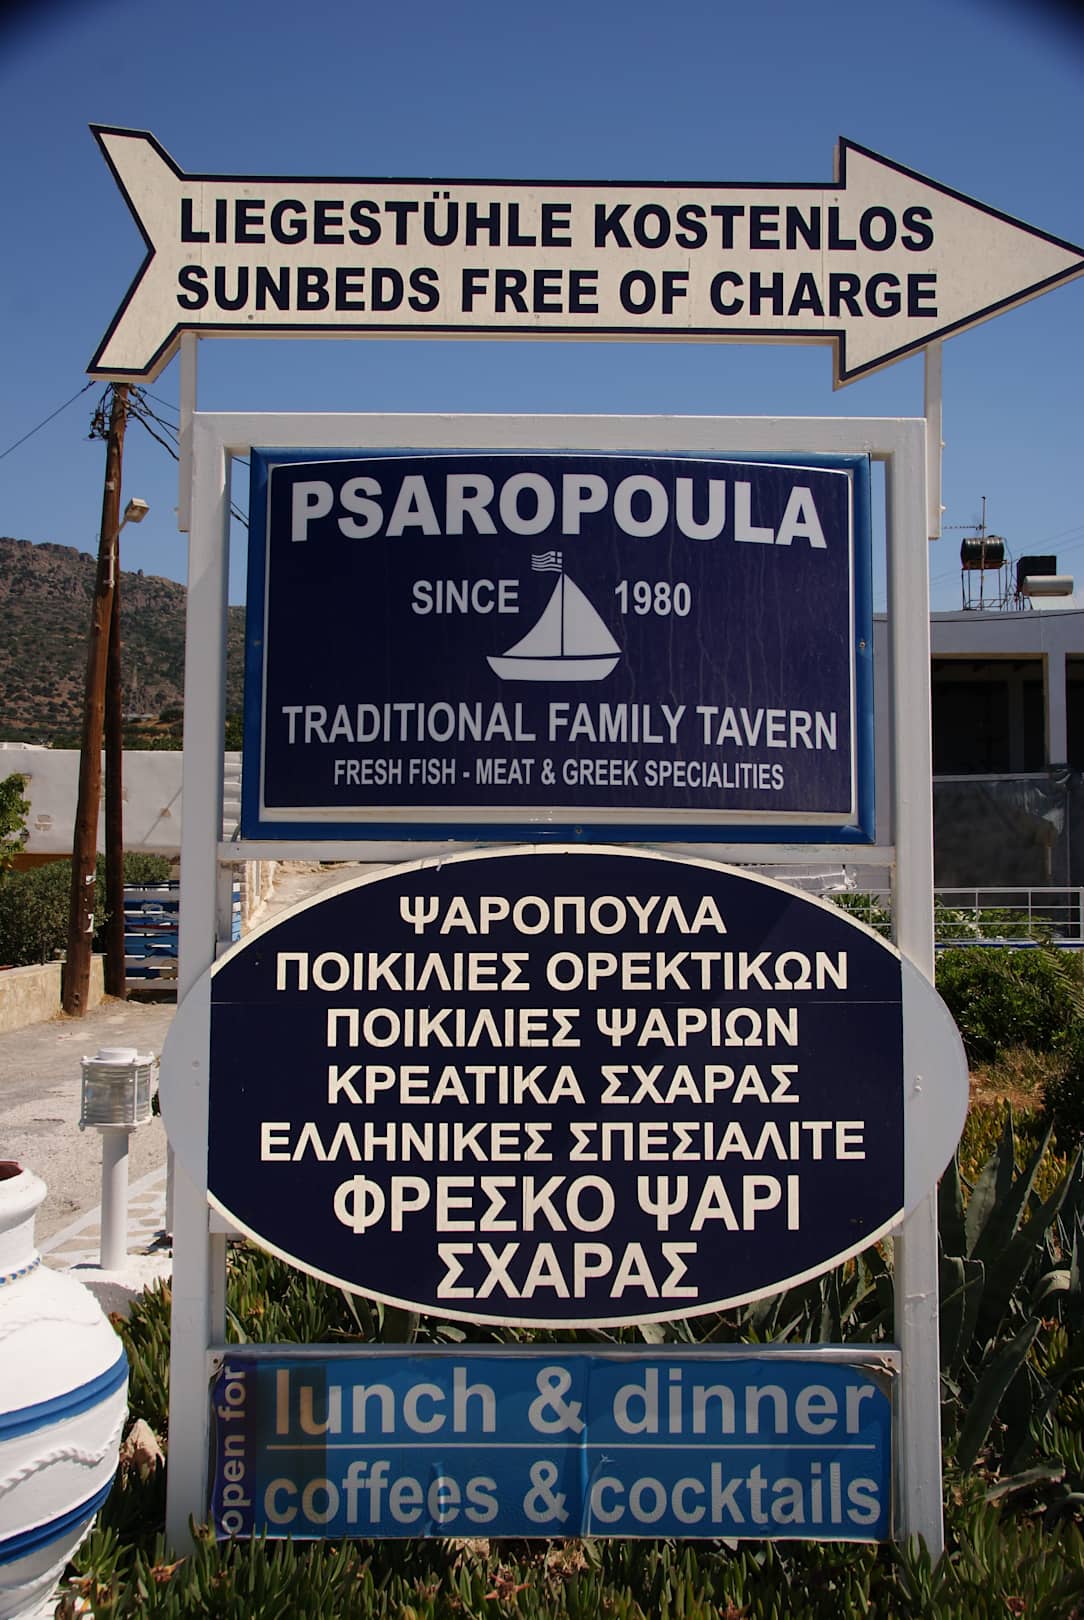 LIEGESTÜHLE KOSTENLOS
SUNBEDS FREE OF CHARGE
PSAROPOULA
SINCE 1980
TRADITIONAL FAMILY TAVERN
FRESH FISH - MEAT & GREEK SPECIALITIES
ΨΑΡΟΠΟΥΛΑ
ΠΟΙΚΙΛΙΕΣ ΟΡΕΚΤΙΚΩΝ
ΠΟΙΚΙΛΙΕΣ ΨΑΡΙΩΝ
ΚΡΕΑΤΙΚΑ ΣΧΑΡΑΣ
ΕΛΛΗΝΙΚΕΣ ΣΠΕΣΙΑΛΙΤΕ
ΦΡΕΣΚΟ ΨΑΡΙ
ΣΧΑΡΑΣ
open for
lunch & dinner
coffees & cocktails